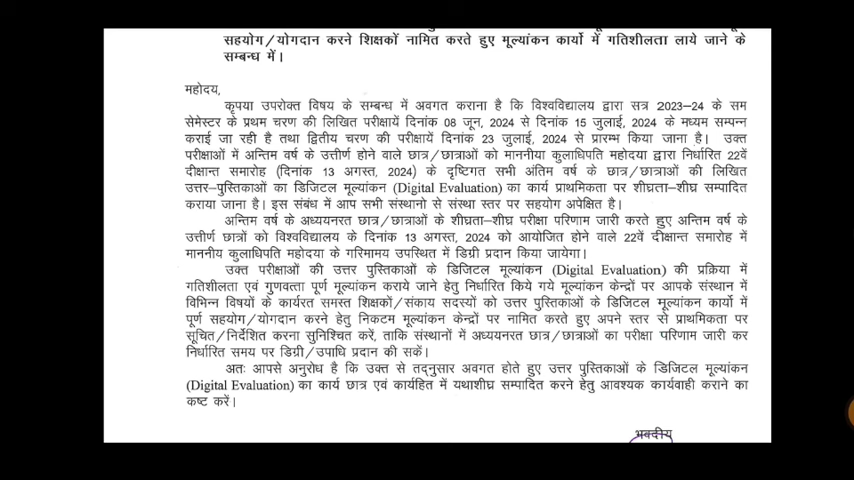 सहयोग/योगदान करने शिक्षकों नामित करते हुए मूल्यांकन कार्यो में गतिशीलता लाये जाने के
सम्बन्ध में।
महोदय,
कृपया उपरोक्त विषय के सम्बन्ध में अवगत कराना है कि विश्वविद्यालय द्वारा सत्र 2023-24 के सम
सेमेस्टर के प्रथम चरण की लिखित परीक्षायें दिनांक 08 जून, 2024 से दिनांक 15 जुलाई, 2024 के मध्यम सम्पन्न
कराई जा रही है तथा द्वितीय चरण की परीक्षायें दिनांक 23 जुलाई, 2024 से प्रारम्भ किया जाना है। उक्त
परीक्षाओं में अन्तिम वर्ष के उत्तीर्ण होने वाले छात्र/छात्राओं को माननीया कुलाधिपति महोदया द्वारा निर्धारित 22वें
दीक्षान्त समारोह (दिनांक 13 अगस्त, 2024) के दृष्टिगत सभी अंतिम वर्ष के छात्र/छात्राओं की लिखित
उत्तर-पुस्तिकाओं का डिजिटल मूल्यांकन (Digital Evaluation) का कार्य प्राथमिकता पर शीघ्रता-शीघ्र सम्पादित
कराया जाना है। इस संबंध में आप सभी संस्थानो से संस्था स्तर पर सहयोग अपेक्षित है।
अन्तिम वर्ष के अध्ययनरत छात्र/छात्राओं के शीघ्रता-शीघ्र परीक्षा परिणाम जारी करते हुए अन्तिम वर्ष के
उत्तीर्ण छात्रों को विश्वविद्यालय के दिनांक 13 अगस्त, 2024 को आयोजित होने वाले 22वें दीक्षान्त समारोह में
माननीय कुलाधिपति महोदया के गरिमामय उपस्थित में डिग्री प्रदान किया जायेगा।
उक्त परीक्षाओं की उत्तर पुस्तिकाओं के डिजिटल मूल्यांकन (Digital Evaluation) की प्रक्रिया में
गतिशीलता एवं गुणवत्ता पूर्ण मूल्यांकन कराये जाने हेतु निर्धारित किये गये मूल्यांकन केन्द्रों पर आपके संस्थान में
विभिन्न विषयों के कार्यरत समस्त शिक्षकों/संकाय सदस्यों को उत्तर पुस्तिकाओं के डिजिटल मूल्यांकन कार्यो में
पूर्ण सहयोग/योगदान करने हेतु निकटम मूल्यांकन केन्द्रों पर नामित करते हुए अपने स्तर से प्राथमिकता पर
सूचित/निर्देशित करना सुनिश्चित करें, ताकि संस्थानों में अध्ययनरत छात्र/छात्राओं का परीक्षा परिणाम जारी कर
निर्धारित समय पर डिग्री/उपाधि प्रदान की सकें।
अतः आपसे अनुरोध है कि उक्त से तद्नुसार अवगत होते हुए उत्तर पुस्तिकाओं के डिजिटल मूल्यांकन
(Digital Evaluation) का कार्य छात्र एवं कार्यहित में यथाशीघ्र सम्पादित करने हेतु आवश्यक कार्यवाही कराने का
कष्ट करें।
भवदीय